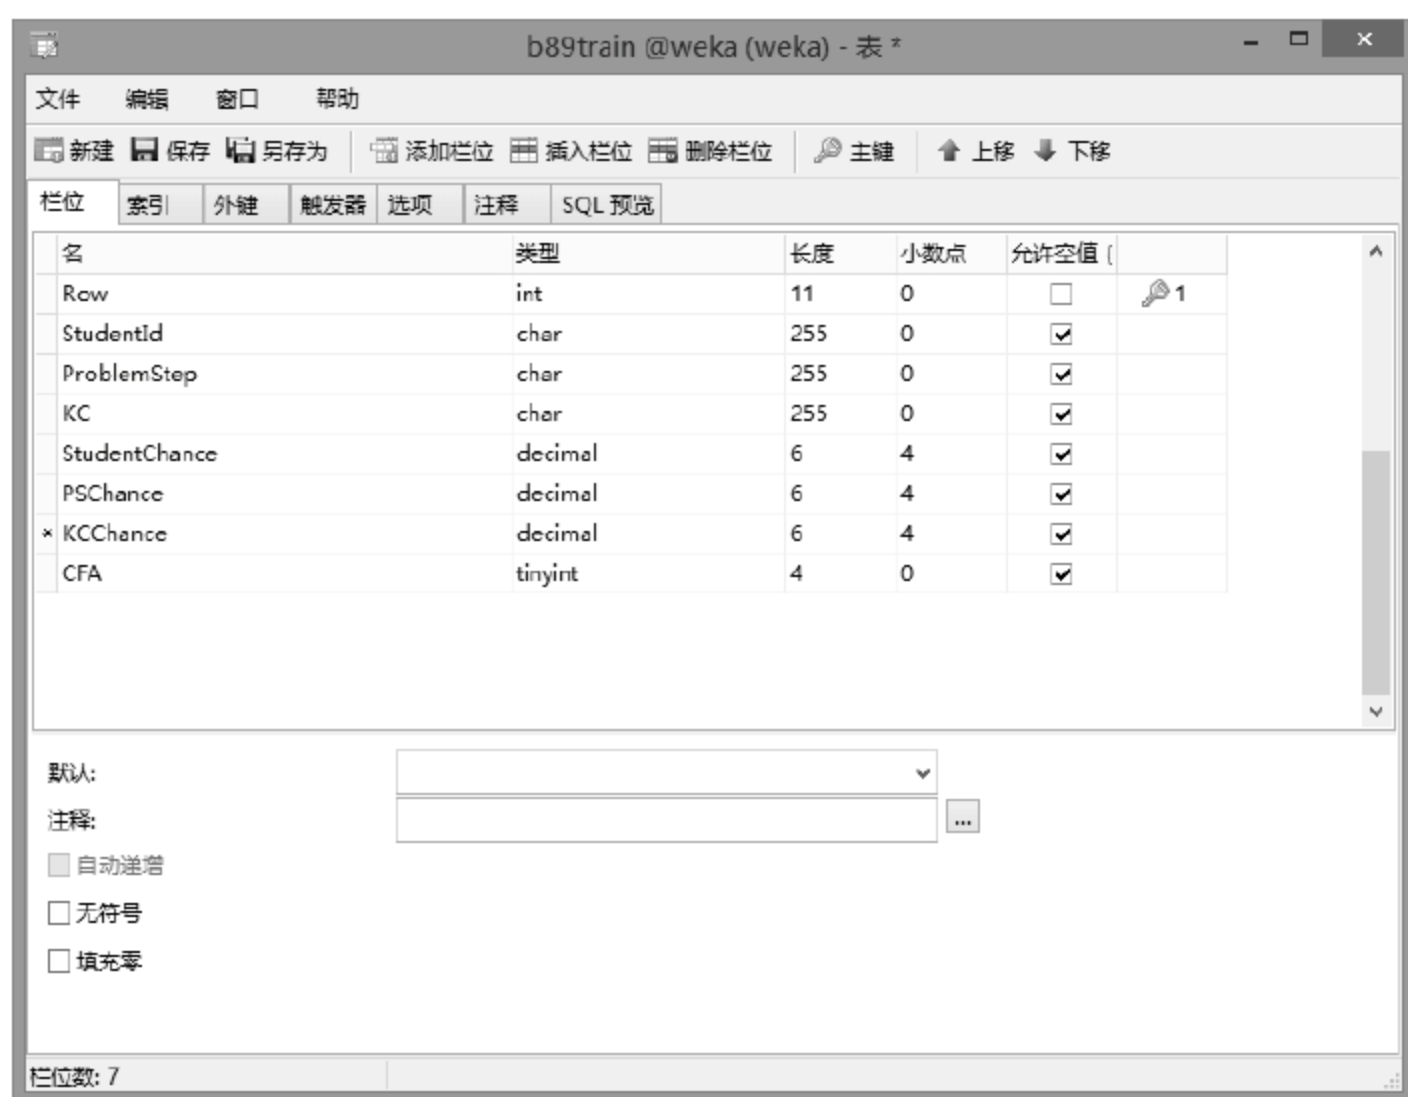 b89train @weka (weka) - 表 *
文件 编辑 窗口 帮助
新建 保存 另存为 添加栏位 插入栏位 删除栏位 主键 上移 下移
栏位 索引 外键 触发器 选项 注释 SQL 预览
名 类型 长度 小数点 允许空值 (
Row int 11 0 1
StudentId char 255 0
ProblemStep char 255 0
KC char 255 0
StudentChance decimal 6 4
PSChance decimal 6 4
* KCChance decimal 6 4
CFA tinyint 4 0
默认:
注释:
...
自动递增
无符号
填充零
栏位数: 7